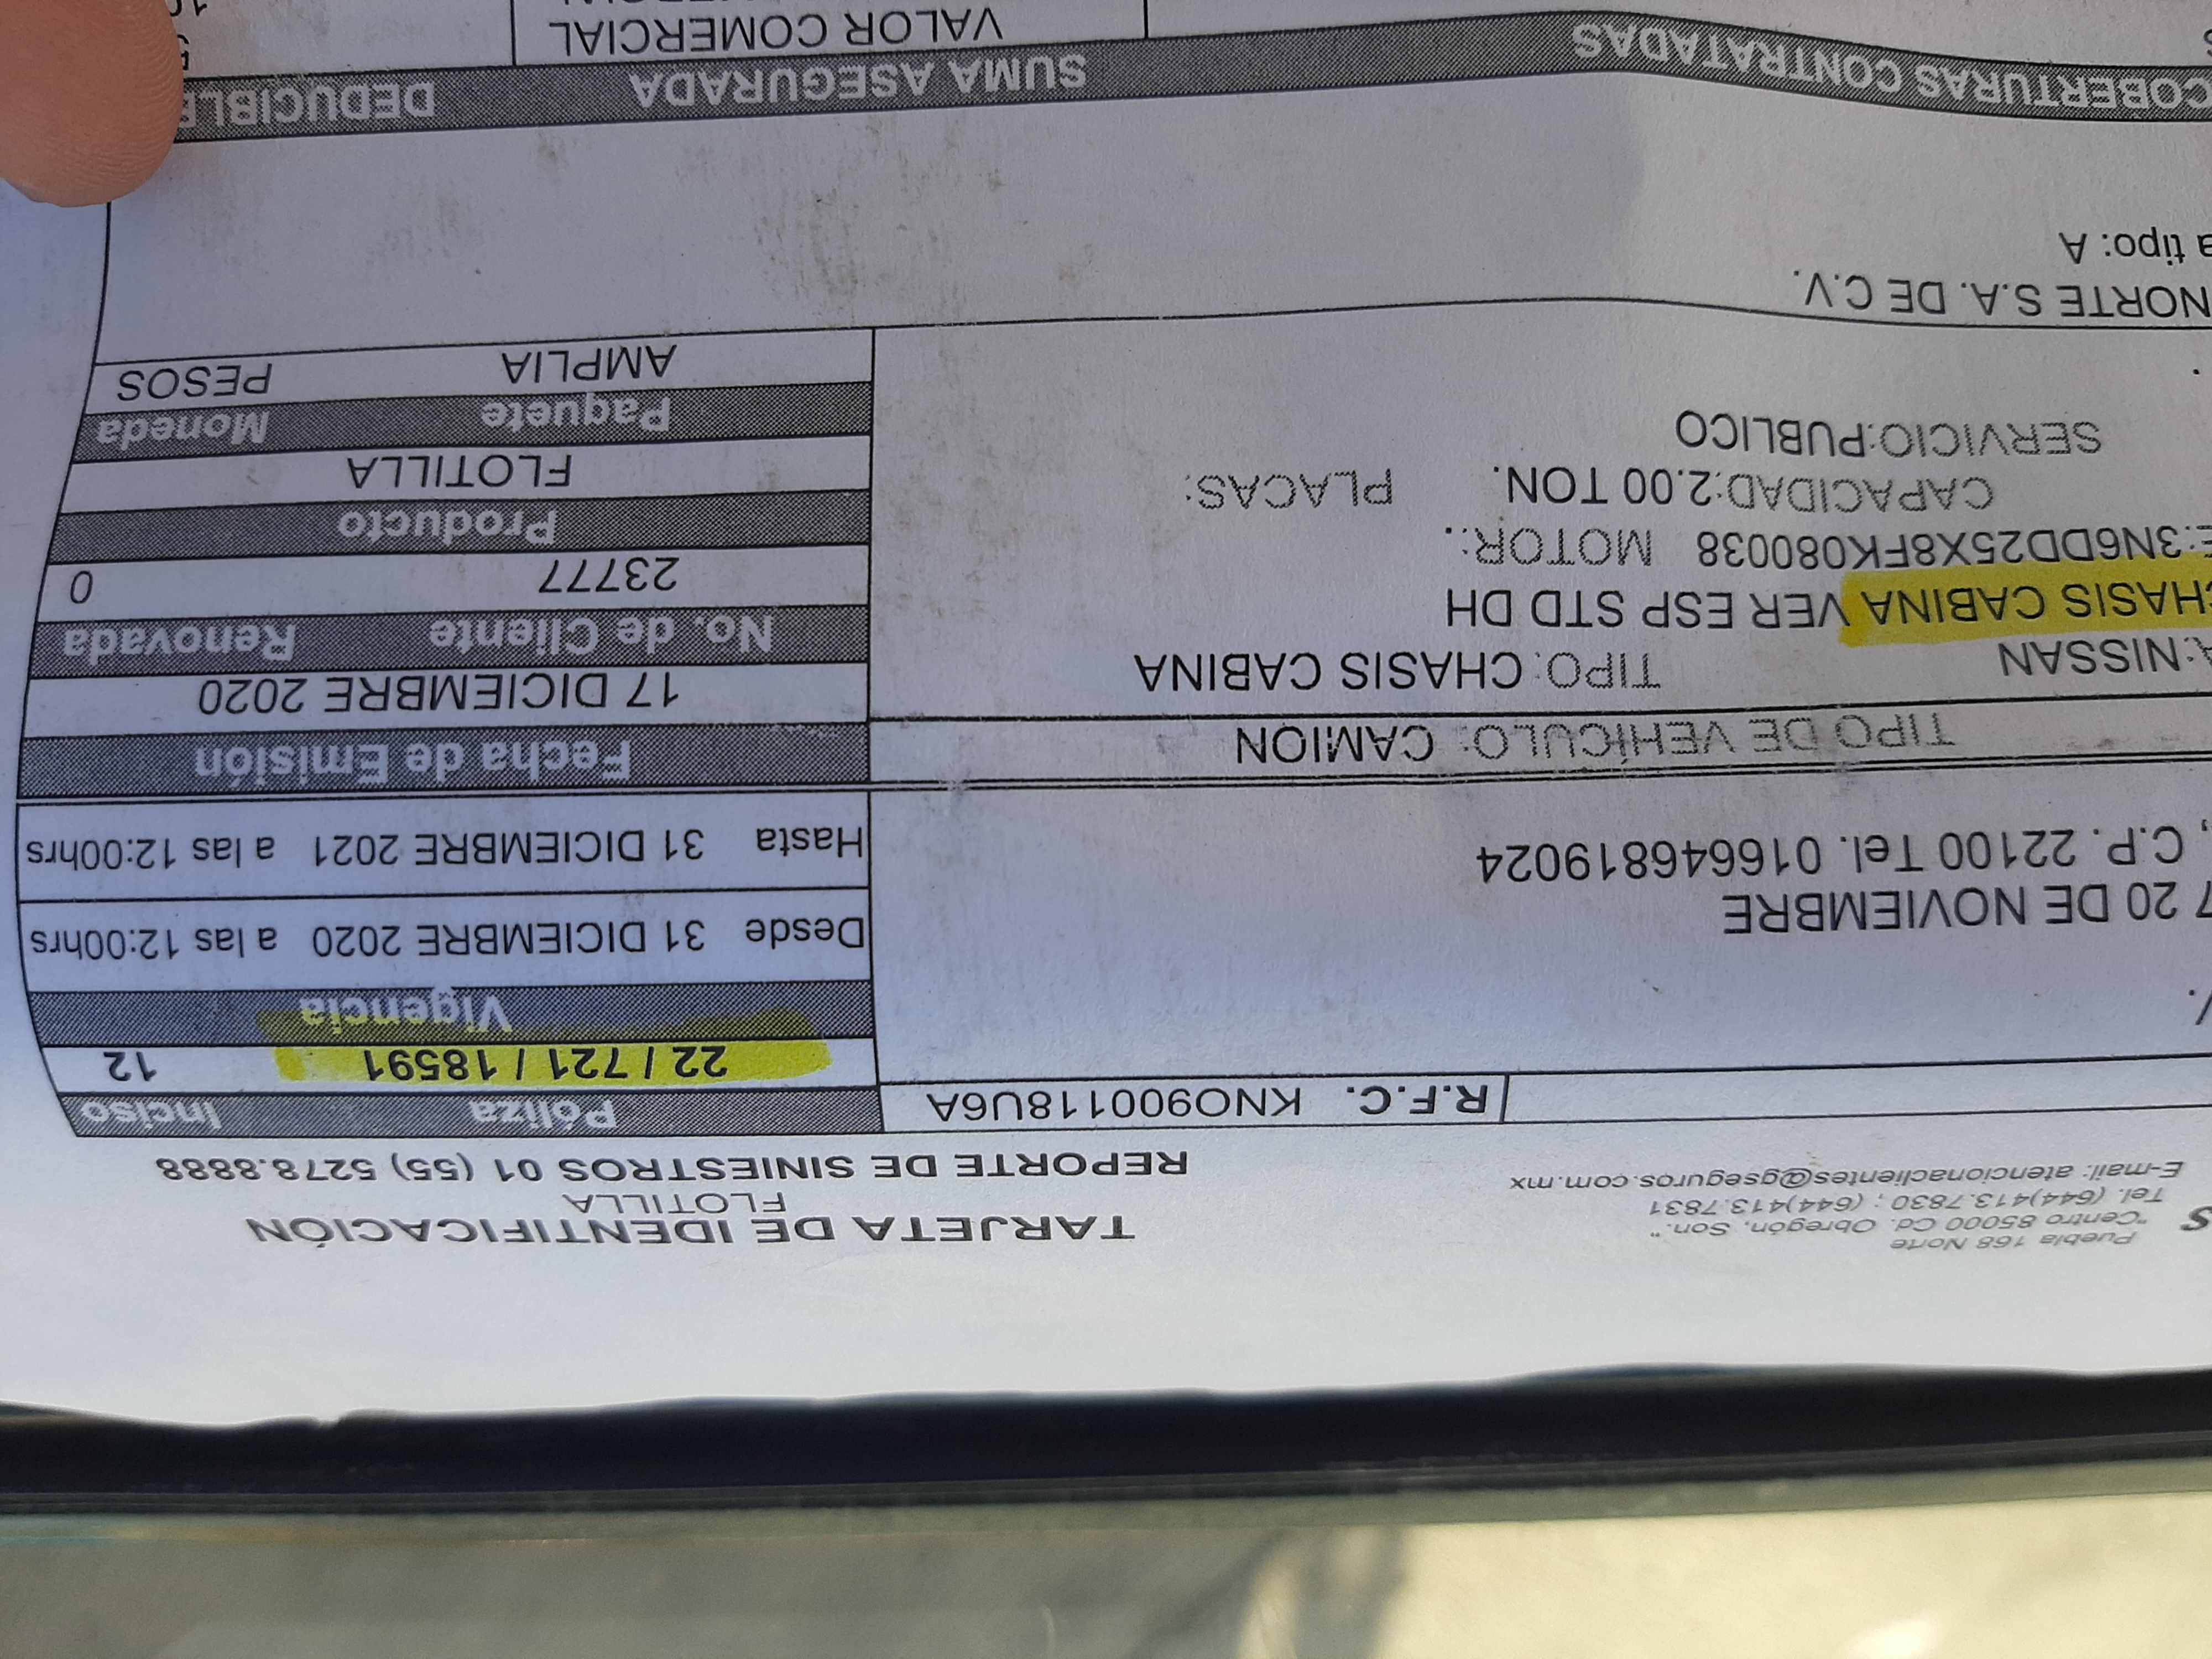 Puebla 168 Norte
"Centro 85000 Cd. Obregón, Son."
Tel. (644)413.7830 ; (644)413.7831
E-mail: atencionaclientes@gseguros.com.mx
TARJETA DE IDENTIFICACIÓN
FLOTILLA
REPORTE DE SINIESTROS 01 (55) 5278.8888
R.F.C. KNO900118U6A
Póliza Inciso
22 / 721 / 18591 12
Vigencia
Desde 31 DICIEMBRE 2020 a las 12:00hrs
Hasta 31 DICIEMBRE 2021 a las 12:00hrs
7 20 DE NOVIEMBRE
, C.P. 22100 Tel. 016646819024
Fecha de Emisión
17 DICIEMBRE 2020
No. de Cliente Renovada
23777 0
Producto
FLOTILLA
Paquete Moneda
AMPLIA PESOS
TIPO DE VEHÍCULO: CAMION
A:NISSAN TIPO: CHASIS CABINA
CHASIS CABINA VER ESP STD DH
E:3N6DD25X8FK080038 MOTOR:.
CAPACIDAD:2.00 TON. PLACAS:
SERVICIO:PUBLICO
NORTE S.A. DE C.V.
a tipo: A
COBERTURAS CONTRATADAS SUMA ASEGURADA DEDUCIBLE
VALOR COMERCIAL